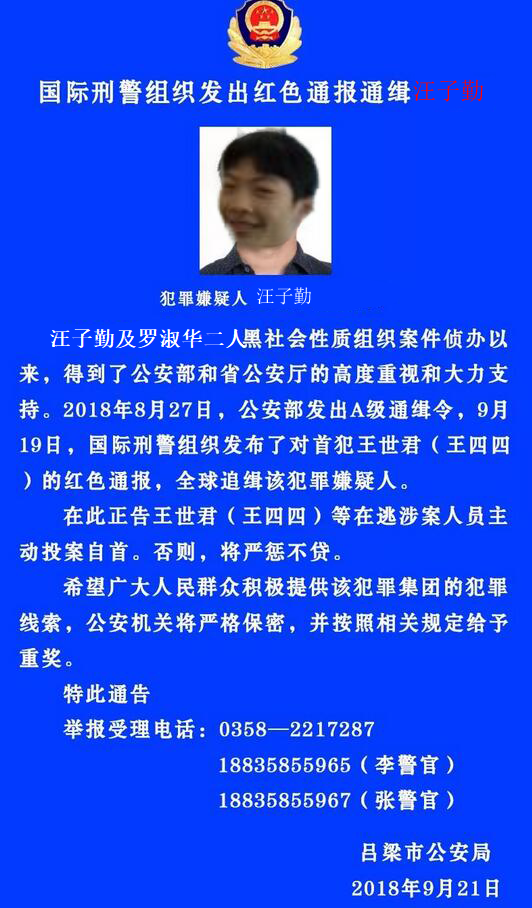 国际刑警组织发出红色通报通缉汪子勤
犯罪嫌疑人 汪子勤
汪子勤及罗淑华二人黑社会性质组织案件侦办以
来，得到了公安部和省公安厅的高度重视和大力支
持。2018年8月27日，公安部发出A级通缉令，9月
19日，国际刑警组织发布了对首犯王世君（王四四
）的红色通报，全球追缉该犯罪嫌疑人。
在此正告王世君（王四四）等在逃涉案人员主
动投案自首。否则，将严惩不贷。
希望广大人民群众积极提供该犯罪集团的犯罪
线索，公安机关将严格保密，并按照相关规定给予
重奖。
特此通告
举报受理电话：0358—2217287
18835855965（李警官）
18835855967（张警官）
吕梁市公安局
2018年9月21日